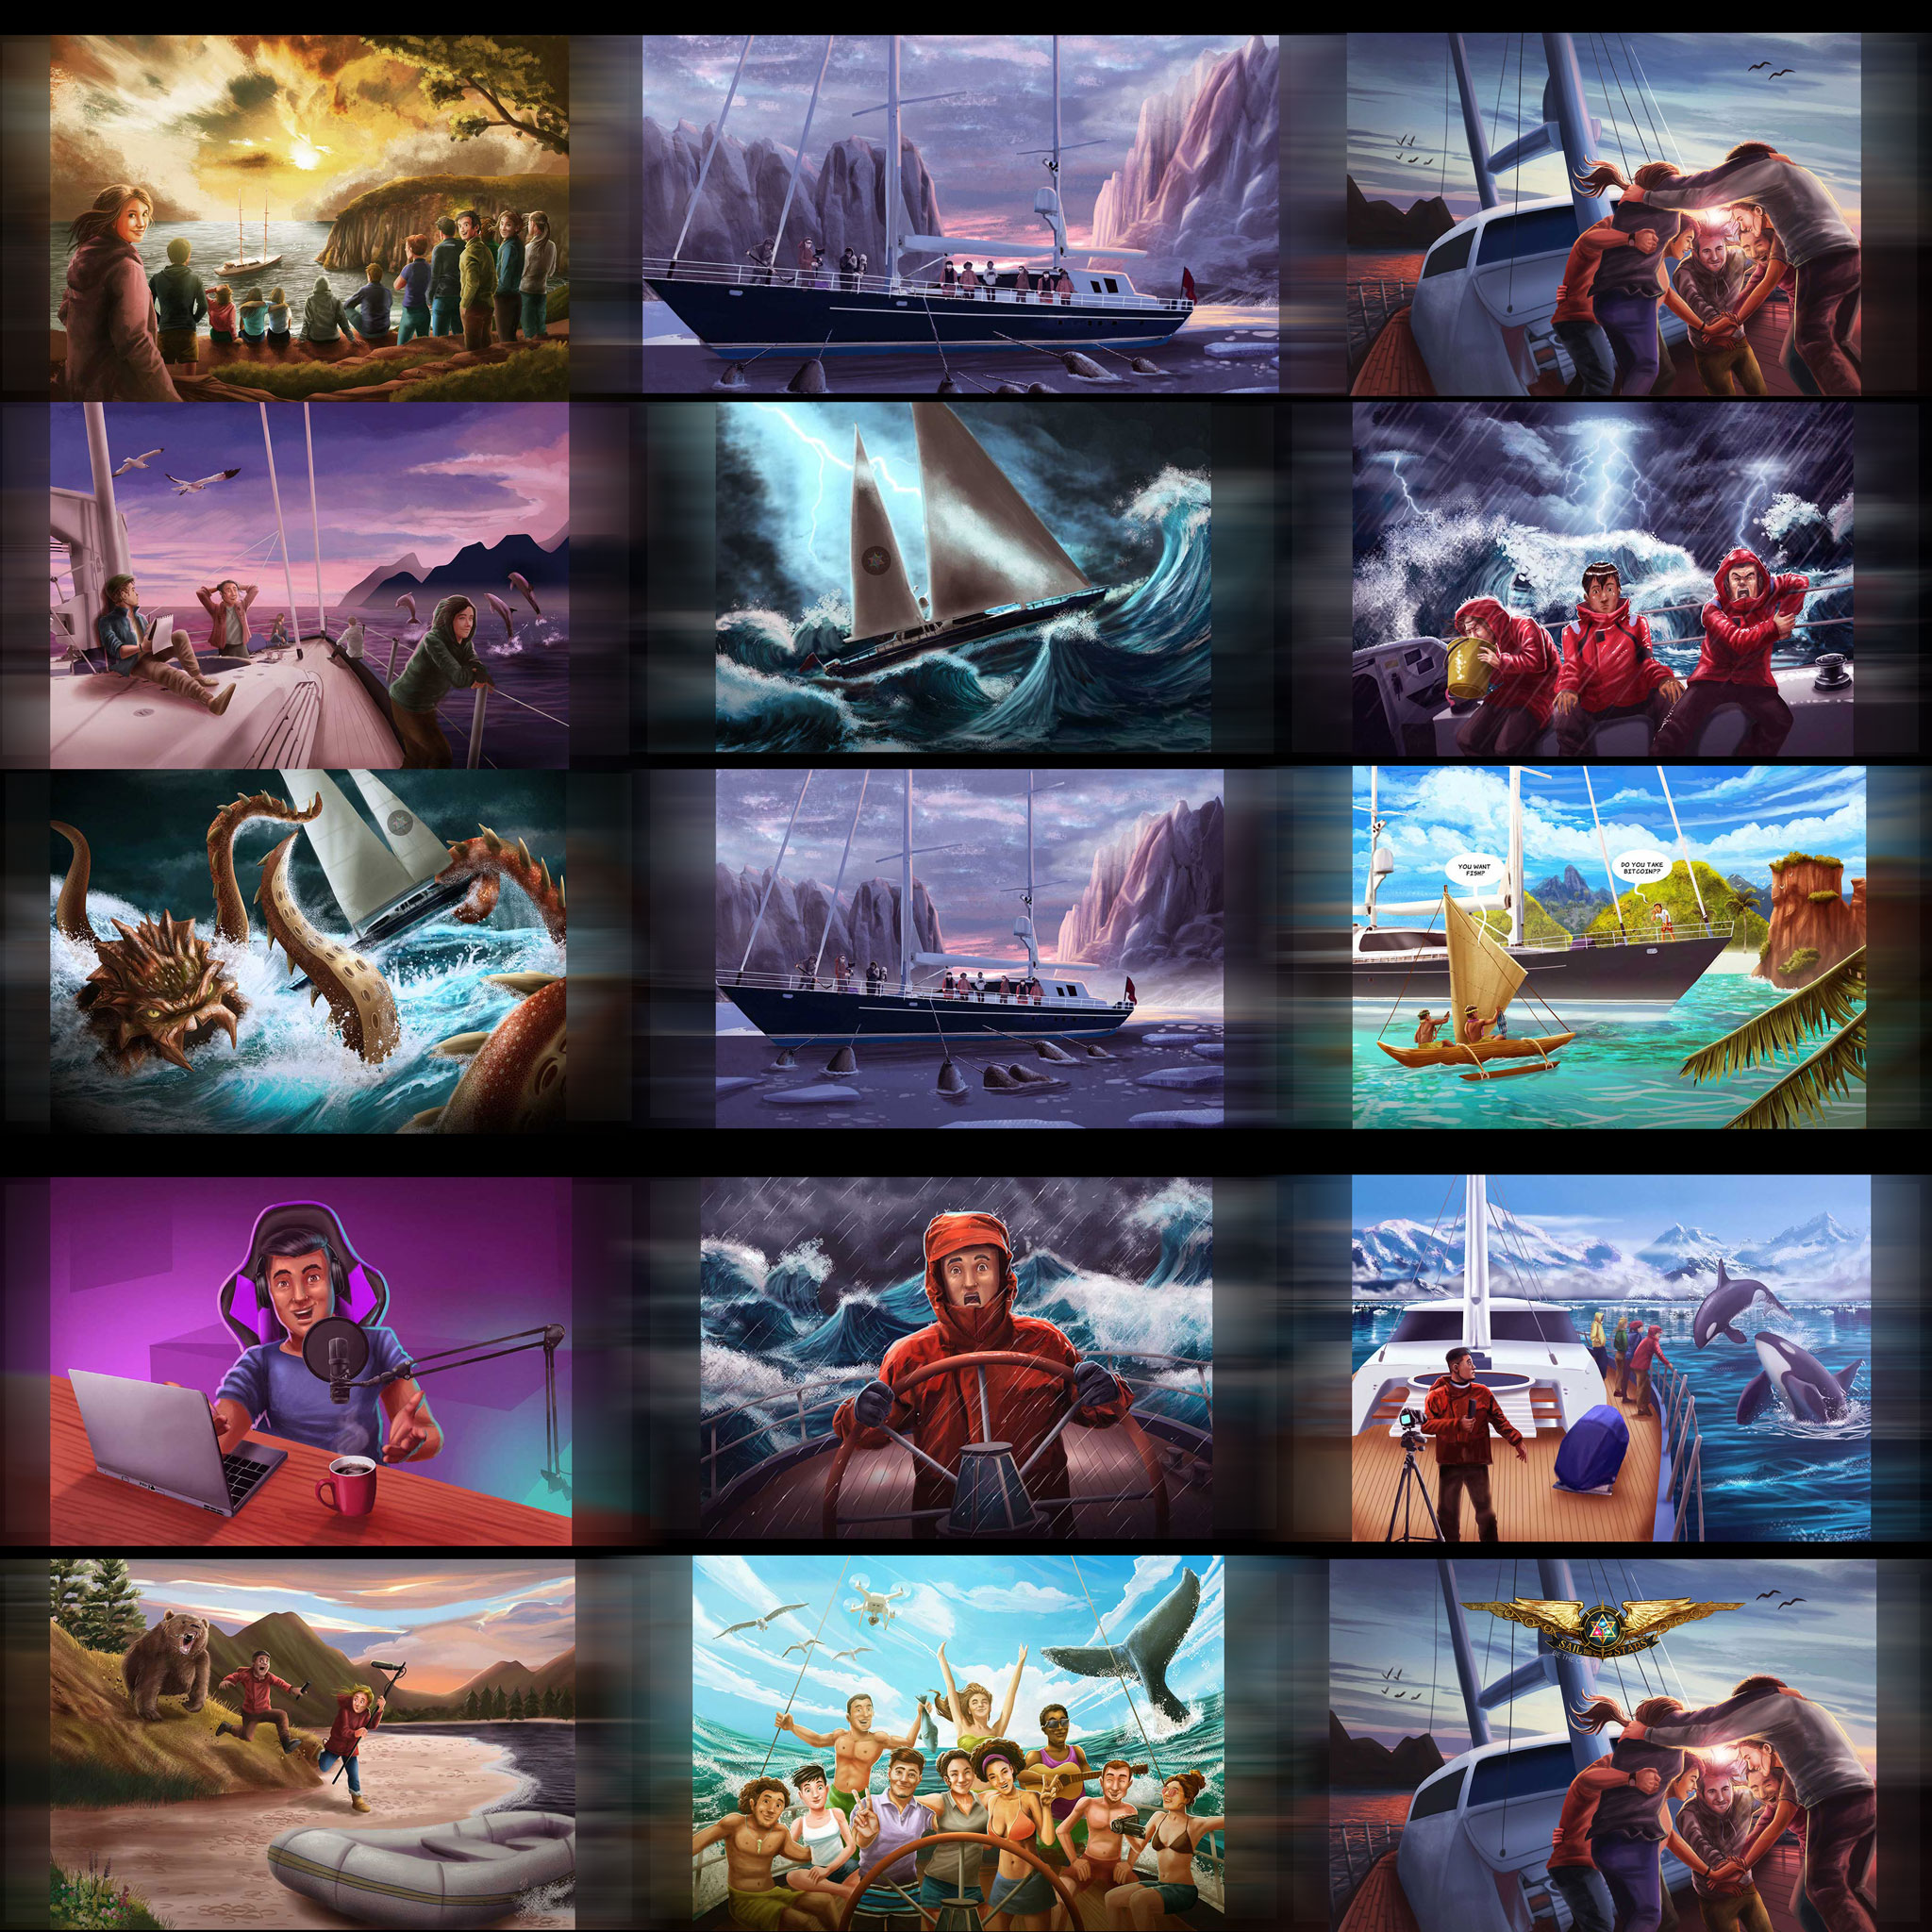 YOU WANT
FISH?
DO YOU TAKE
BITCOIN??
SAIL
STARS